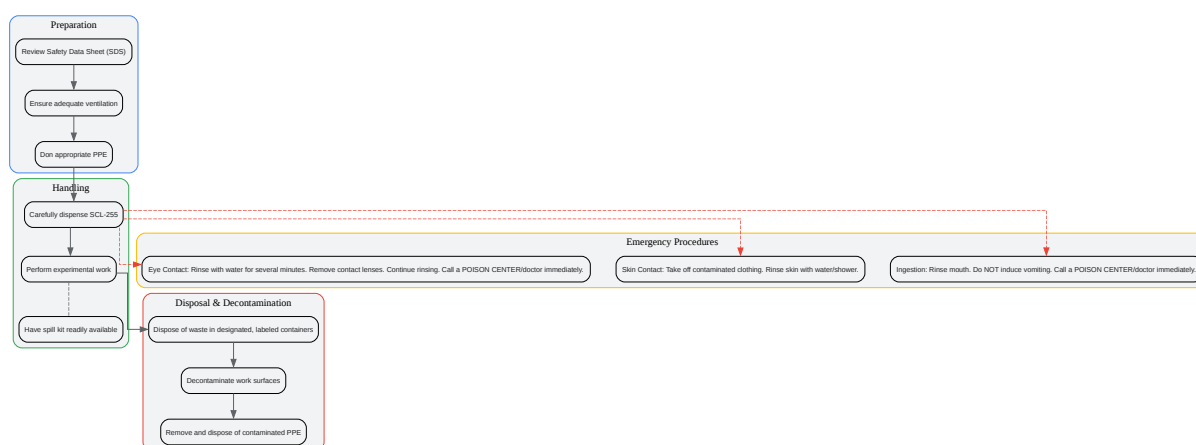 Preparation
Review Safety Data Sheet (SDS)
Ensure adequate ventilation
Don appropriate PPE
Handling
Carefully dispense SCL-255
Perform experimental work
Have spill kit readily available
Emergency Procedures
Eye Contact: Rinse with water for several minutes. Remove contact lenses. Continue rinsing. Call a POISON CENTER/doctor immediately.
Skin Contact: Take off contaminated clothing. Rinse skin with water/shower.
Ingestion: Rinse mouth. Do NOT induce vomiting. Call a POISON CENTER/doctor immediately.
Disposal & Decontamination
Dispose of waste in designated, labeled containers
Decontaminate work surfaces
Remove and dispose of contaminated PPE